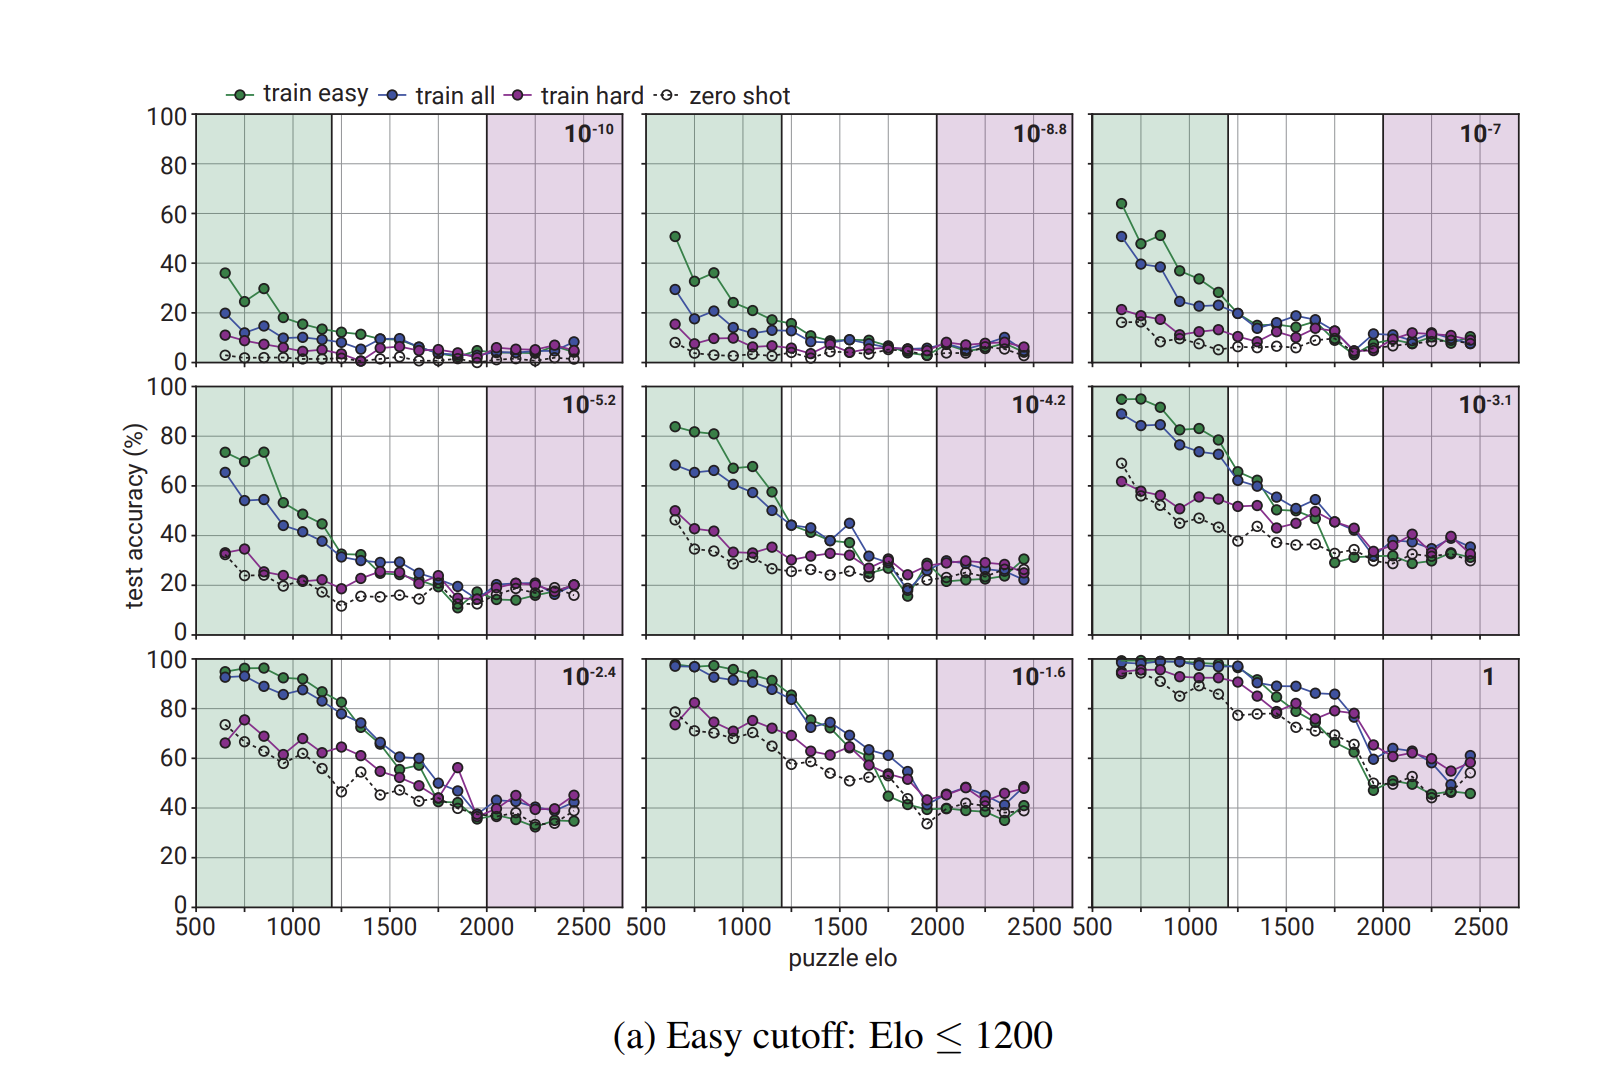 train easy train all train hard zero shot
100 10^-10 10^-8.8 10^-7
80
60
40
20
0
100 10^-5.2 10^-4.2 10^-3.1
80
60
40
20
0
test accuracy (%)
100 10^-2.4 10^-1.6 1
80
60
40
20
0
500 1000 1500 2000 2500 500 1000 1500 2000 2500 500 1000 1500 2000 2500
puzzle elo
(a) Easy cutoff: Elo ≤ 1200